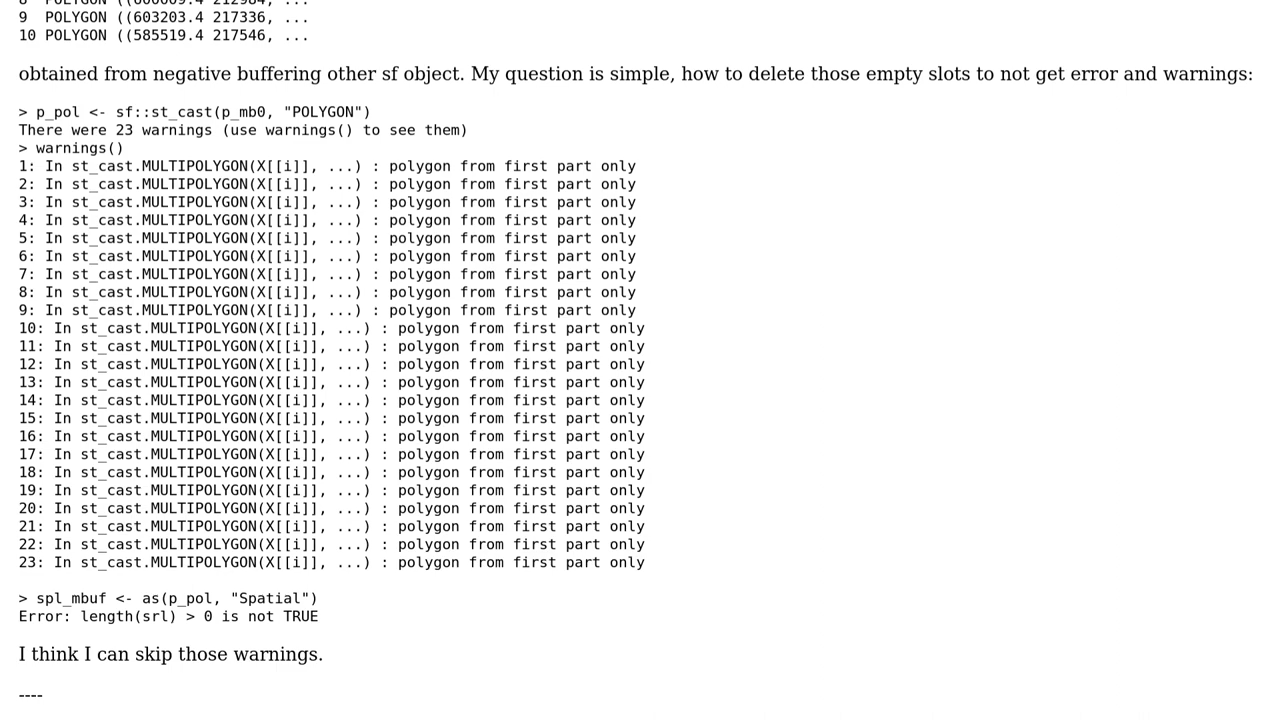 8  POLYGON ((606009.4 212984, ...
9  POLYGON ((603203.4 217336, ...
10 POLYGON ((585519.4 217546, ...
obtained from negative buffering other sf object. My question is simple, how to delete those empty slots to not get error and warnings:
> p_pol <- sf::st_cast(p_mb0, "POLYGON")
There were 23 warnings (use warnings() to see them)
> warnings()
1: In st_cast.MULTIPOLYGON(X[[i]], ...) : polygon from first part only
2: In st_cast.MULTIPOLYGON(X[[i]], ...) : polygon from first part only
3: In st_cast.MULTIPOLYGON(X[[i]], ...) : polygon from first part only
4: In st_cast.MULTIPOLYGON(X[[i]], ...) : polygon from first part only
5: In st_cast.MULTIPOLYGON(X[[i]], ...) : polygon from first part only
6: In st_cast.MULTIPOLYGON(X[[i]], ...) : polygon from first part only
7: In st_cast.MULTIPOLYGON(X[[i]], ...) : polygon from first part only
8: In st_cast.MULTIPOLYGON(X[[i]], ...) : polygon from first part only
9: In st_cast.MULTIPOLYGON(X[[i]], ...) : polygon from first part only
10: In st_cast.MULTIPOLYGON(X[[i]], ...) : polygon from first part only
11: In st_cast.MULTIPOLYGON(X[[i]], ...) : polygon from first part only
12: In st_cast.MULTIPOLYGON(X[[i]], ...) : polygon from first part only
13: In st_cast.MULTIPOLYGON(X[[i]], ...) : polygon from first part only
14: In st_cast.MULTIPOLYGON(X[[i]], ...) : polygon from first part only
15: In st_cast.MULTIPOLYGON(X[[i]], ...) : polygon from first part only
16: In st_cast.MULTIPOLYGON(X[[i]], ...) : polygon from first part only
17: In st_cast.MULTIPOLYGON(X[[i]], ...) : polygon from first part only
18: In st_cast.MULTIPOLYGON(X[[i]], ...) : polygon from first part only
19: In st_cast.MULTIPOLYGON(X[[i]], ...) : polygon from first part only
20: In st_cast.MULTIPOLYGON(X[[i]], ...) : polygon from first part only
21: In st_cast.MULTIPOLYGON(X[[i]], ...) : polygon from first part only
22: In st_cast.MULTIPOLYGON(X[[i]], ...) : polygon from first part only
23: In st_cast.MULTIPOLYGON(X[[i]], ...) : polygon from first part only
> spl_mbuf <- as(p_pol, "Spatial")
Error: length(srl) > 0 is not TRUE
I think I can skip those warnings.
----